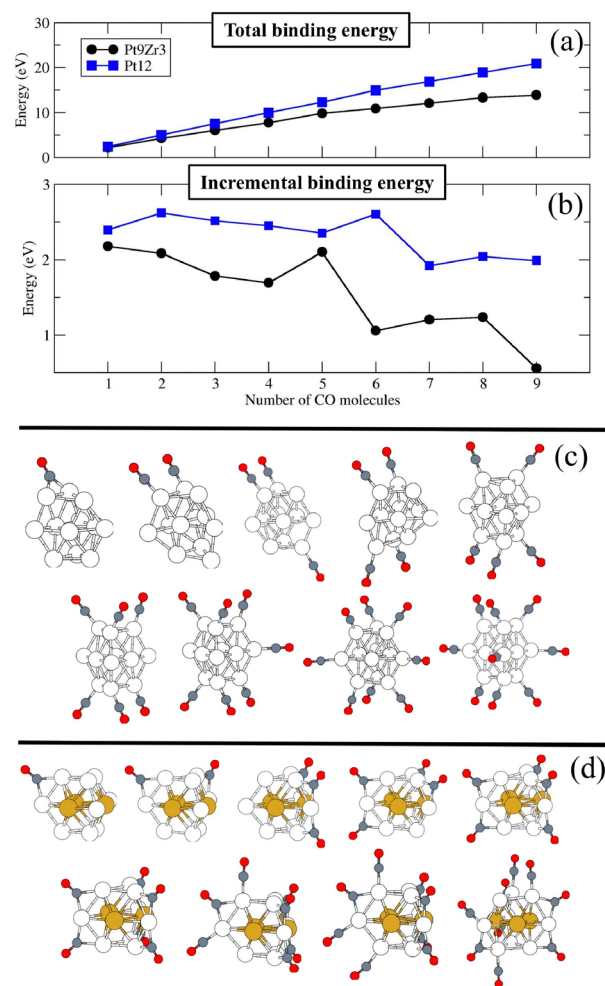 Total binding energy
(a)
Pt9Zr3
Pt12
Energy (eV)
30
20
10
0
Incremental binding energy
(b)
Energy (eV)
3
2
1
1 2 3 4 5 6 7 8 9
Number of CO molecules
(c)
(d)